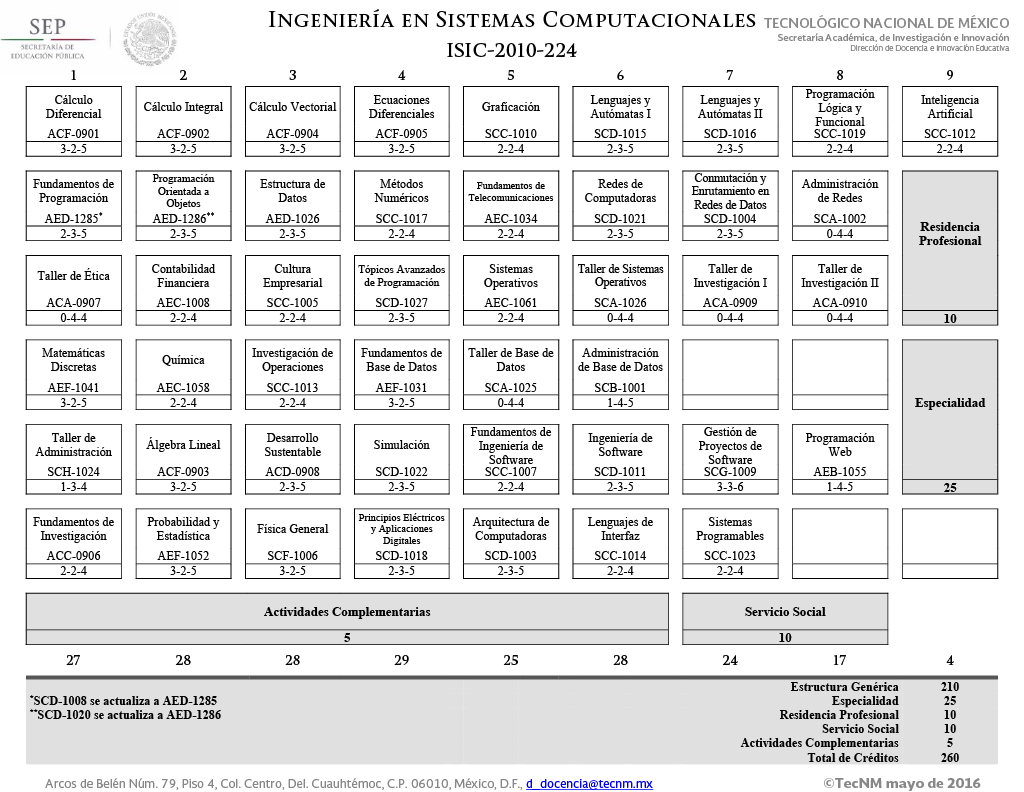 SEP
SECRETARÍA DE
EDUCACIÓN PÚBLICA
INGENIERÍA EN SISTEMAS COMPUTACIONALES
ISIC-2010-224
TECNOLÓGICO NACIONAL DE MÉXICO
Secretaría Académica, de Investigación e Innovación
Dirección de Docencia e Innovación Educativa
1 2 3 4 5 6 7 8 9
Cálculo
Diferencial
ACF-0901
3-2-5
Cálculo Integral
ACF-0902
3-2-5
Cálculo Vectorial
ACF-0904
3-2-5
Ecuaciones
Diferenciales
ACF-0905
3-2-5
Graficación
SCC-1010
2-2-4
Lenguajes y
Autómatas I
SCD-1015
2-3-5
Lenguajes y
Autómatas II
SCD-1016
2-3-5
Programación
Lógica y
Funcional
SCC-1019
2-2-4
Inteligencia
Artificial
SCC-1012
2-2-4
Fundamentos de
Programación
AED-1285*
2-3-5
Programación
Orientada a
Objetos
AED-1286**
2-3-5
Estructura de
Datos
AED-1026
2-3-5
Métodos
Numéricos
SCC-1017
2-2-4
Fundamentos de
Telecomunicaciones
AEC-1034
2-2-4
Redes de
Computadoras
SCD-1021
2-3-5
Conmutación y
Enrutamiento en
Redes de Datos
SCD-1004
2-3-5
Administración
de Redes
SCA-1002
0-4-4
Residencia
Profesional
10
Taller de Ética
ACA-0907
0-4-4
Contabilidad
Financiera
AEC-1008
2-2-4
Cultura
Empresarial
SCC-1005
2-2-4
Tópicos Avanzados
de Programación
SCD-1027
2-3-5
Sistemas
Operativos
AEC-1061
2-2-4
Taller de Sistemas
Operativos
SCA-1026
0-4-4
Taller de
Investigación I
ACA-0909
0-4-4
Taller de
Investigación II
ACA-0910
0-4-4
Matemáticas
Discretas
AEF-1041
3-2-5
Química
AEC-1058
2-2-4
Investigación de
Operaciones
SCC-1013
2-2-4
Fundamentos de
Base de Datos
AEF-1031
3-2-5
Taller de Base de
Datos
SCA-1025
0-4-4
Administración
de Base de Datos
SCB-1001
1-4-5
Especialidad
25
Taller de
Administración
SCH-1024
1-3-4
Álgebra Lineal
ACF-0903
3-2-5
Desarrollo
Sustentable
ACD-0908
2-3-5
Simulación
SCD-1022
2-3-5
Fundamentos de
Ingeniería de
Software
SCC-1007
2-2-4
Ingeniería de
Software
SCD-1011
2-3-5
Gestión de
Proyectos de
Software
SCG-1009
3-3-6
Programación
Web
AEB-1055
1-4-5
Fundamentos de
Investigación
ACC-0906
2-2-4
Probabilidad y
Estadística
AEF-1052
3-2-5
Física General
SCF-1006
3-2-5
Principios Eléctricos
y Aplicaciones
Digitales
SCD-1018
2-3-5
Arquitectura de
Computadoras
SCD-1003
2-3-5
Lenguajes de
Interfaz
SCC-1014
2-2-4
Sistemas
Programables
SCC-1023
2-2-4
Actividades Complementarias
5
Servicio Social
10
27 28 28 29 25 28 24 17 4
*SCD-1008 se actualiza a AED-1285
**SCD-1020 se actualiza a AED-1286
Estructura Genérica 210
Especialidad 25
Residencia Profesional 10
Servicio Social 10
Actividades Complementarias 5
Total de Créditos 260
Arcos de Belén Núm. 79, Piso 4, Col. Centro, Del. Cuauhtémoc, C.P. 06010, México, D.F., d_docencia@tecnm.mx
©TecNM mayo de 2016